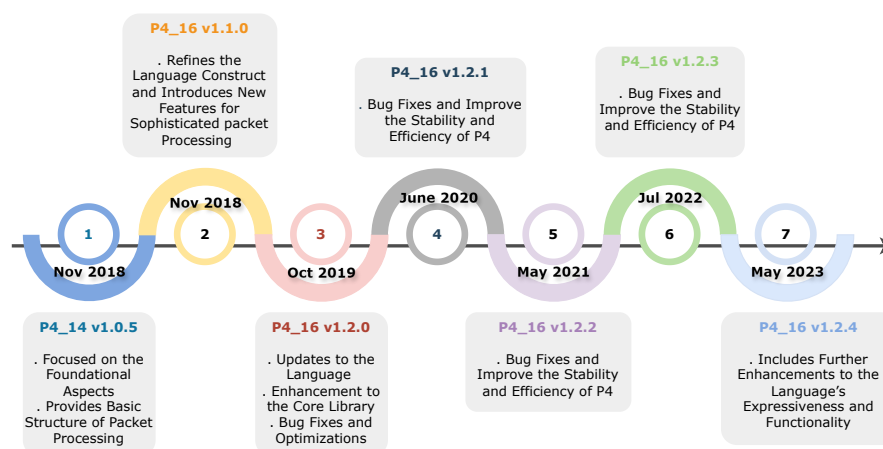 P4_16 v1.1.0
. Refines the
Language Construct
and Introduces New
Features for
Sophisticated packet
Processing
P4_16 v1.2.1
. Bug Fixes and Improve
the Stability and
Efficiency of P4
P4_16 v1.2.3
. Bug Fixes and
Improve the Stability
and Efficiency of P4
Nov 2018
June 2020
Jul 2022
1
2
3
4
5
6
7
Nov 2018
Oct 2019
May 2021
May 2023
P4_14 v1.0.5
. Focused on the
Foundational
Aspects
. Provides Basic
Structure of Packet
Processing
P4_16 v1.2.0
. Updates to the
Language
. Enhancement to
the Core Library
. Bug Fixes and
Optimizations
P4_16 v1.2.2
. Bug Fixes and
Improve the Stability
and Efficiency of P4
P4_16 v1.2.4
. Includes Further
Enhancements to the
Language's
Expressiveness and
Functionality